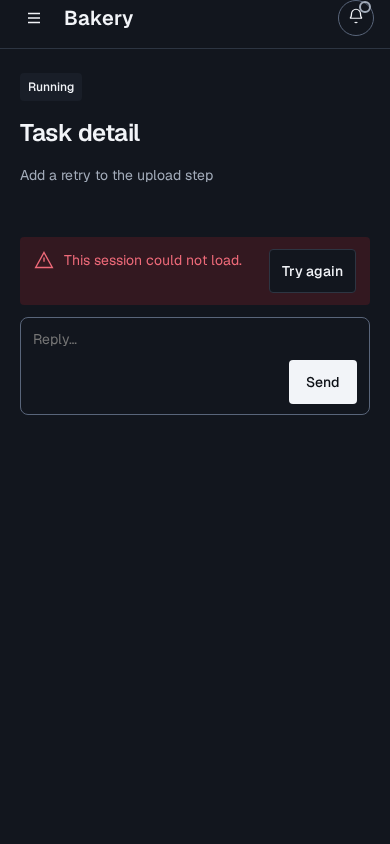 Bakery
Running
Task detail
Add a retry to the upload step
This session could not load.
Try again
Reply...
Send